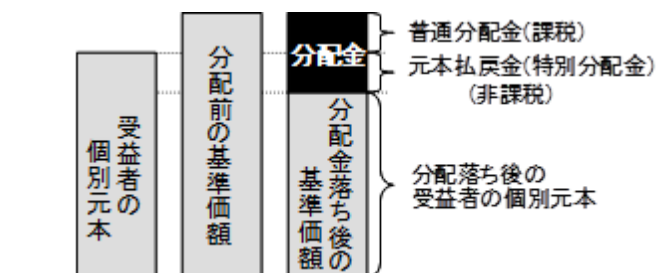 受益者の
個別元本
分配前の基準価額
分配金
分配金落ち後の
基準価額
普通分配金(課税)
元本払戻金(特別分配金)
(非課税)
分配落ち後の
受益者の個別元本